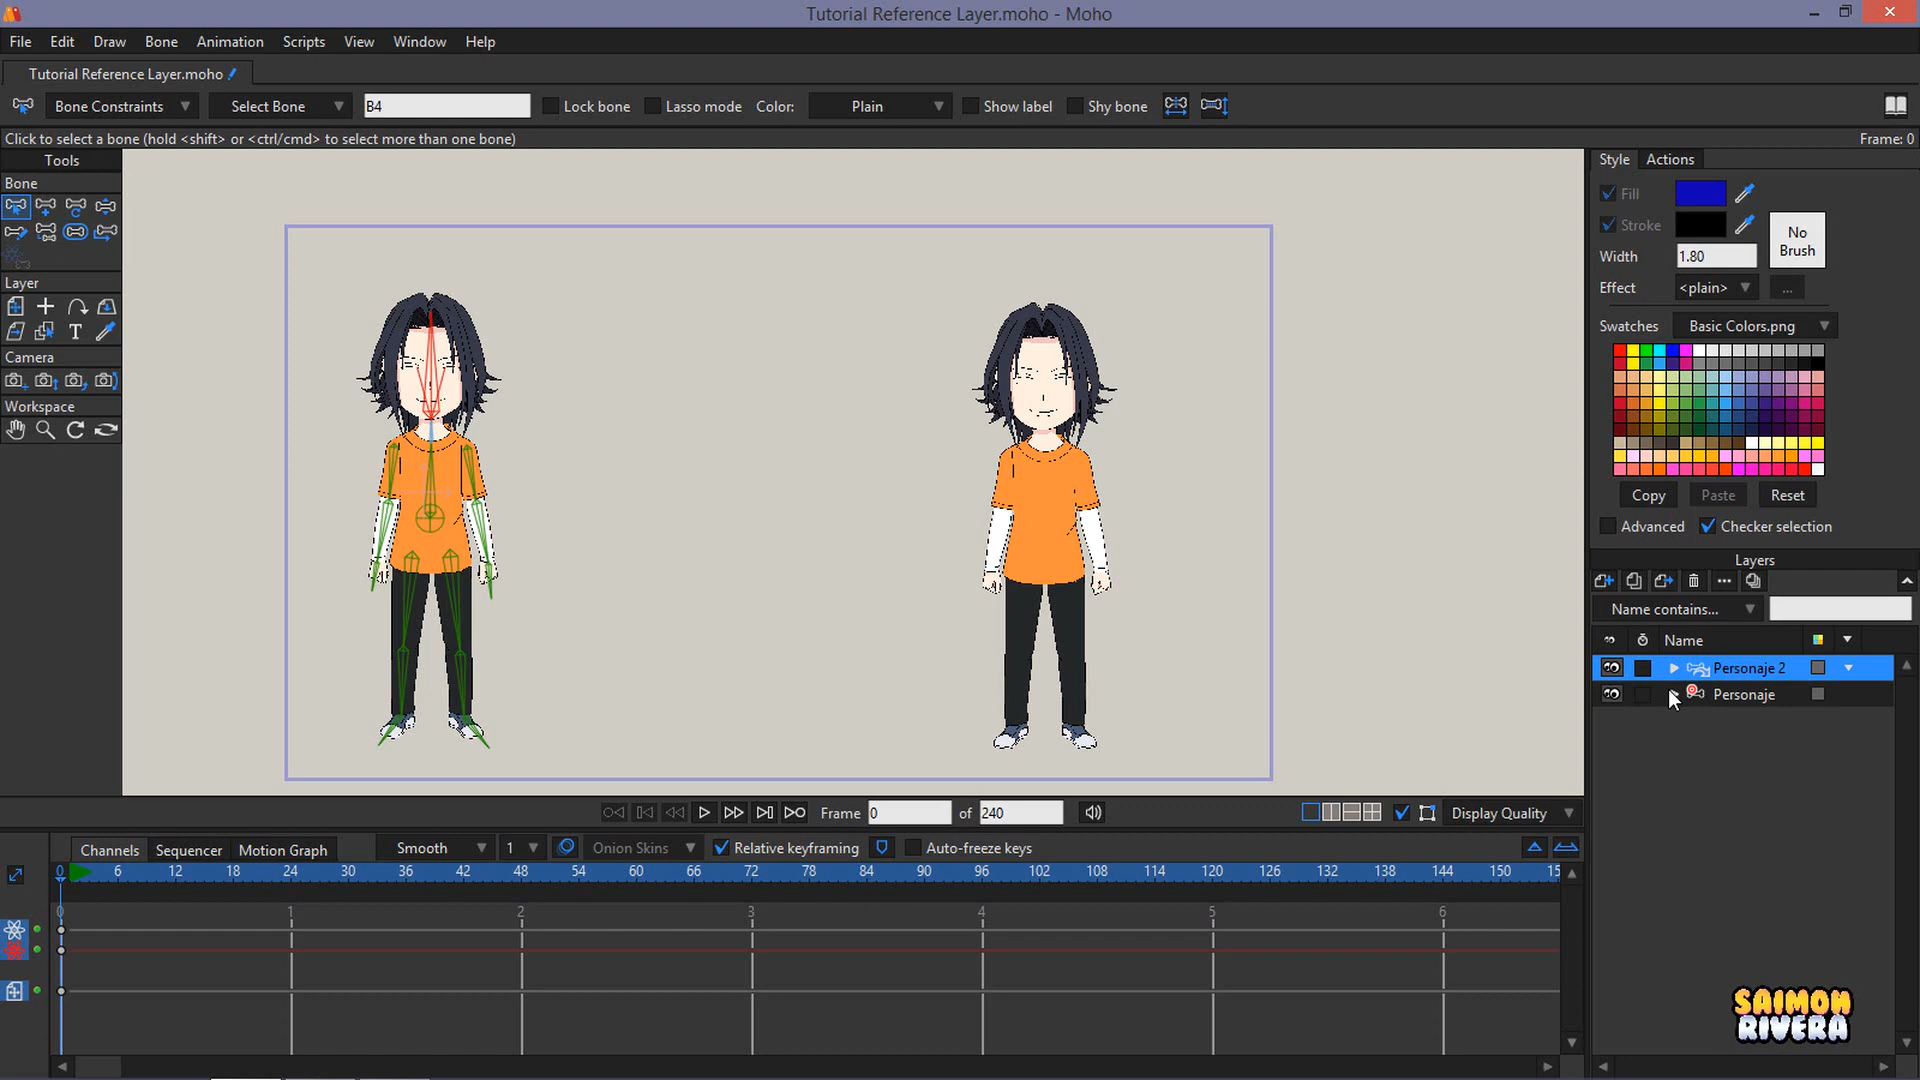 Tutorial Reference Layer.moho - Moho
File Edit Draw Bone Animation Scripts View Window Help
Tutorial Reference Layer.moho
Bone Constraints Select Bone B4 Lock bone Lasso mode Color: Plain Show label Shy bone
Click to select a bone (hold <shift> or <ctrl/cmd> to select more than one bone) Frame: 0
Tools
Bone
Layer
T
Camera
Workspace
Style Actions
Fill
Stroke
No Brush
Width 1.80
Effect <plain> ...
Swatches Basic Colors.png
Copy Paste Reset
Advanced Checker selection
Layers
Name contains...
Name
Personaje 2
Personaje
Frame 0 of 240 Display Quality
Channels Sequencer Motion Graph Smooth 1 Onion Skins Relative keyframing Auto-freeze keys
0 6 12 18 24 30 36 42 48 54 60 66 72 78 84 90 96 102 108 114 120 126 132 138 144 150 15
0 1 2 3 4 5 6
SAIMON
RIVERA